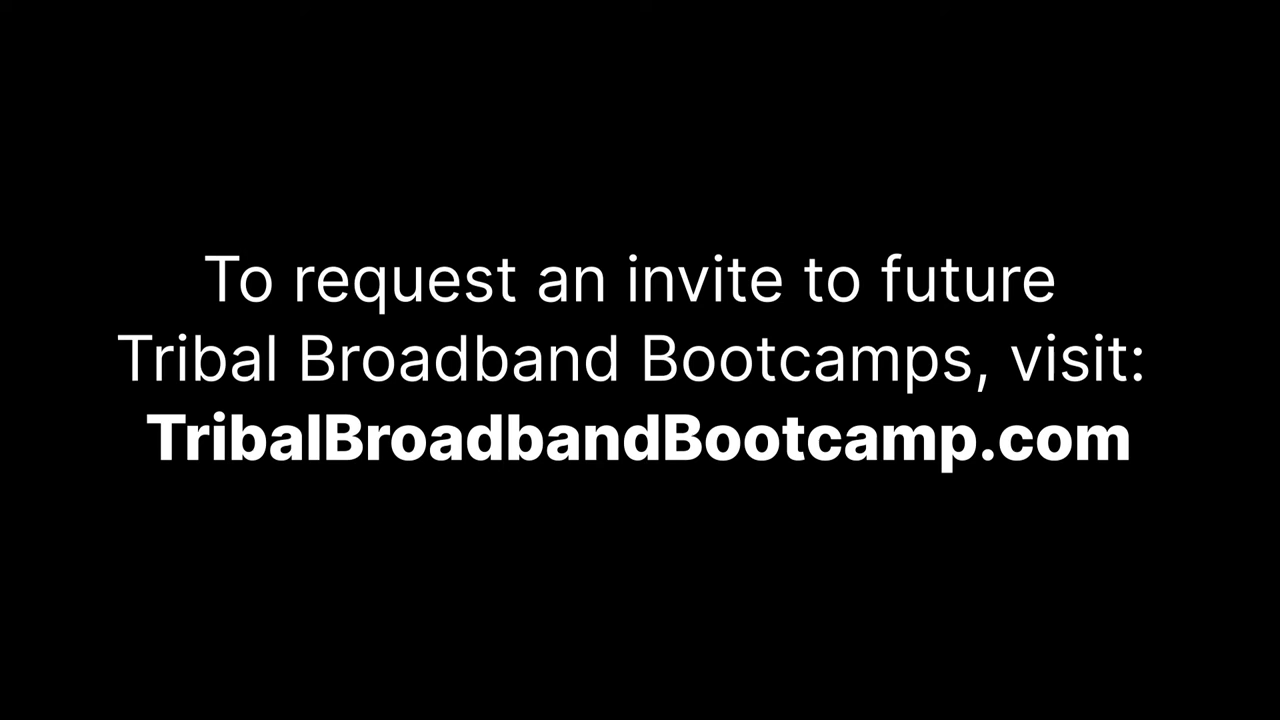 To request an invite to future
Tribal Broadband Bootcamps, visit:
TribalBroadbandBootcamp.com